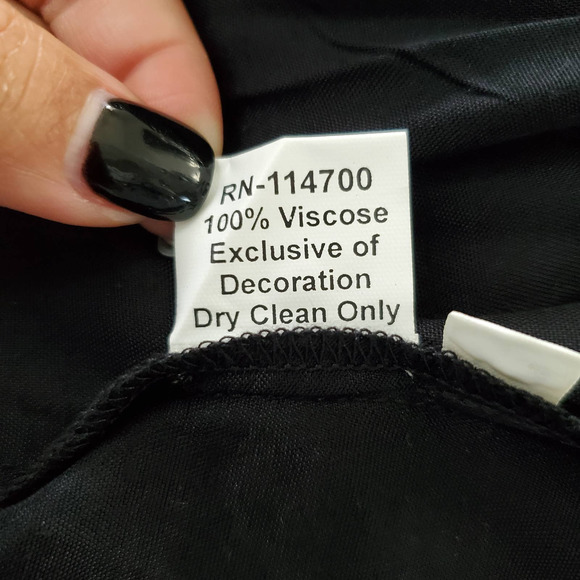 RN-114700
100% Viscose
Exclusive of
Decoration
Dry Clean Only